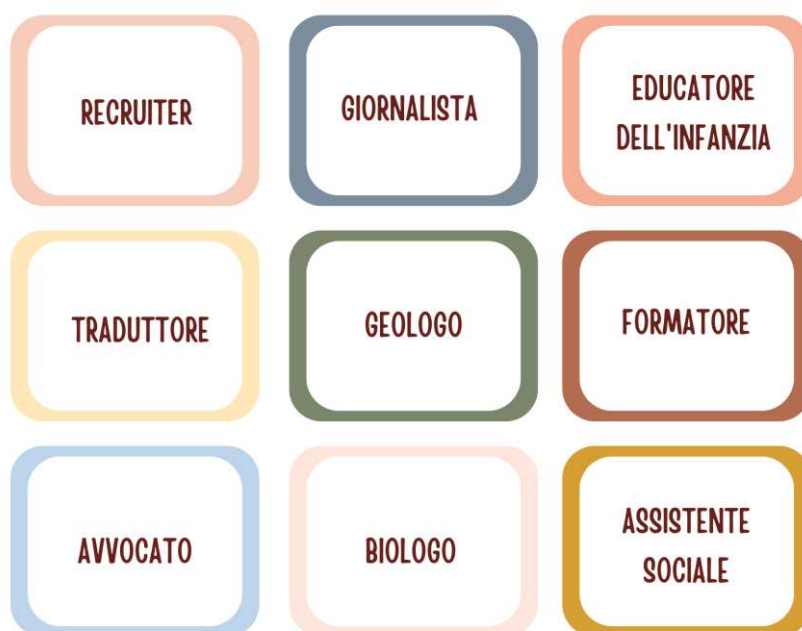 RECRUITER
GIORNALISTA
EDUCATORE
DELL'INFANZIA
TRADUTTORE
GEOLOGO
FORMATORE
AVVOCATO
BIOLOGO
ASSISTENTE
SOCIALE